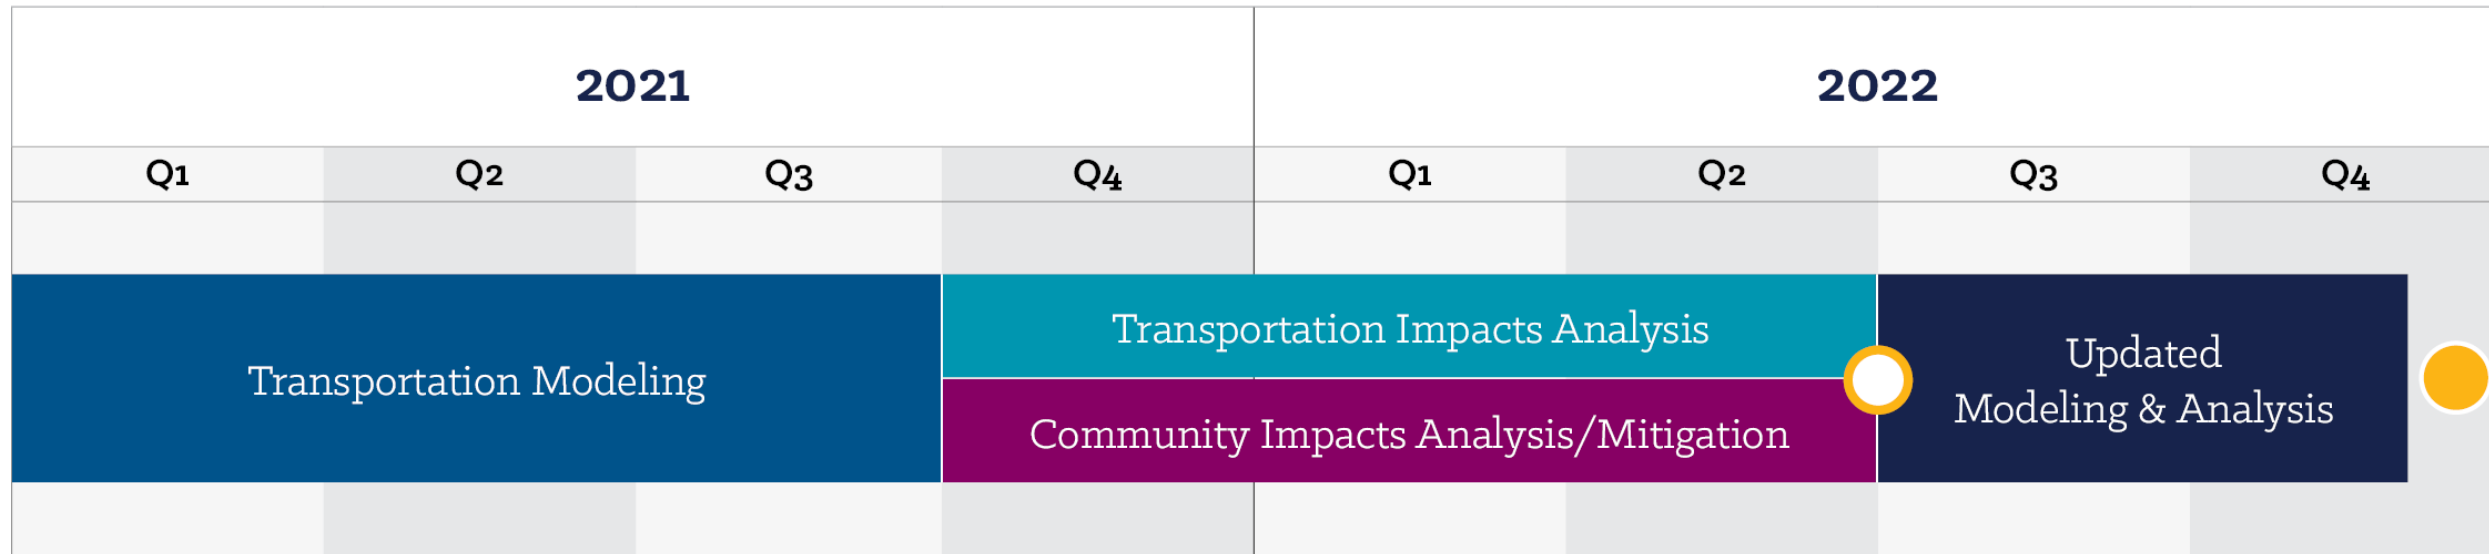 2021
2022
Q1
Q2
Q3
Q4
Q1
Q2
Q3
Q4
Transportation Modeling
Transportation Impacts Analysis
Community Impacts Analysis/Mitigation
Updated
Modeling & Analysis